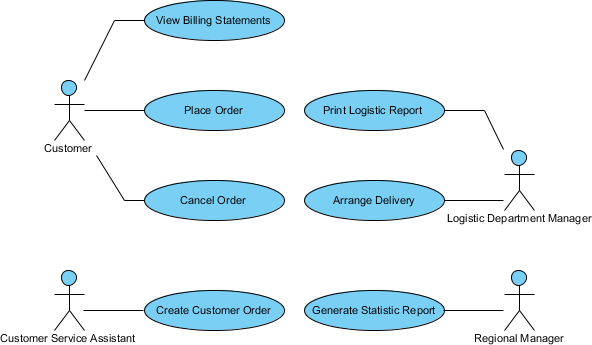 View Billing Statements
Place Order
Print Logistic Report
Customer
Cancel Order
Arrange Delivery
Logistic Department Manager
Create Customer Order
Generate Statistic Report
Customer Service Assistant
Regional Manager